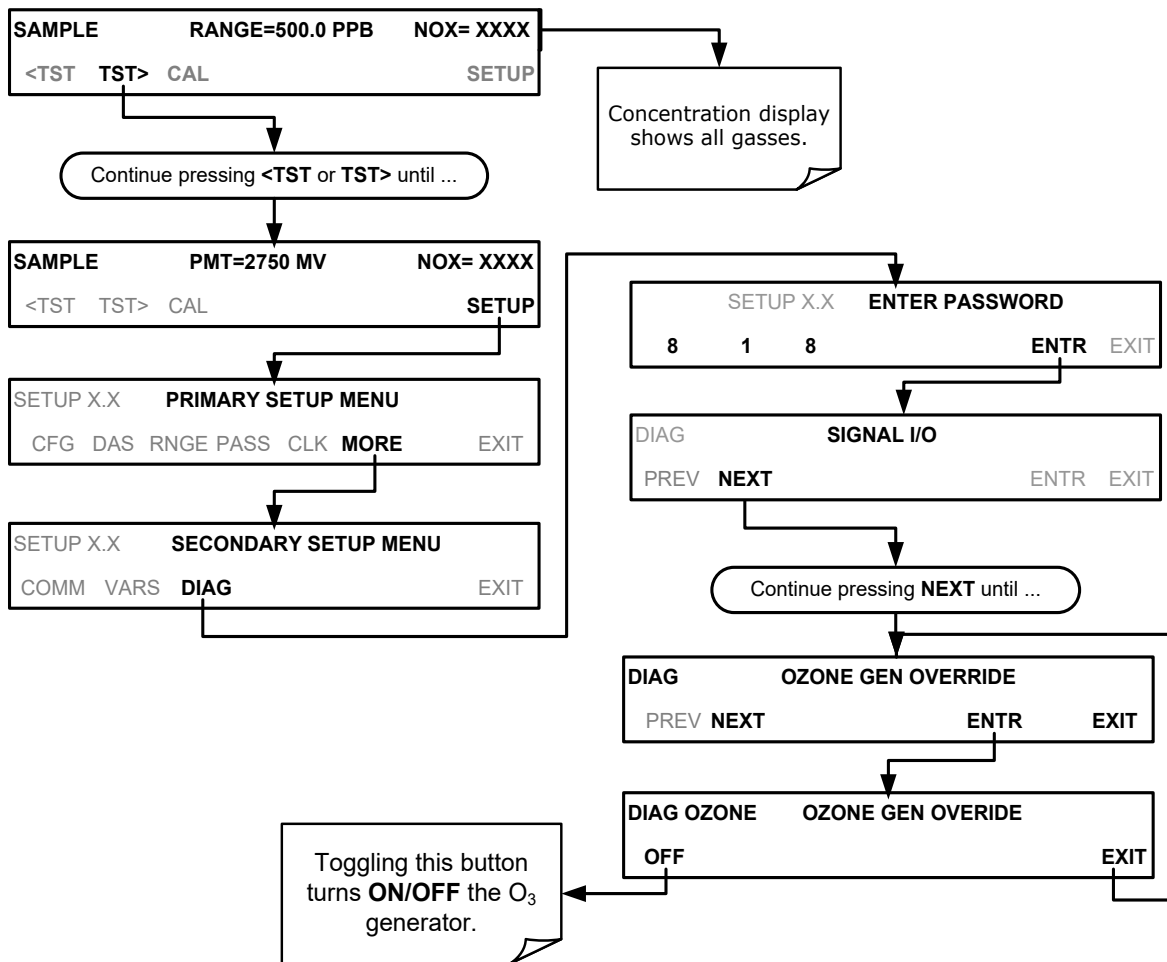 SAMPLE RANGE=500.0 PPB NOX= XXXX
<TST TST> CAL SETUP
Concentration display
shows all gasses.
Continue pressing <TST or TST> until ...
SAMPLE PMT=2750 MV NOX= XXXX
<TST TST> CAL SETUP
SETUP X.X PRIMARY SETUP MENU
CFG DAS RNGE PASS CLK MORE EXIT
SETUP X.X SECONDARY SETUP MENU
COMM VARS DIAG EXIT
SETUP X.X ENTER PASSWORD
8 1 8 ENTR EXIT
DIAG SIGNAL I/O
PREV NEXT ENTR EXIT
Continue pressing NEXT until ...
DIAG OZONE GEN OVERRIDE
PREV NEXT ENTR EXIT
DIAG OZONE OZONE GEN OVERIDE
OFF EXIT
Toggling this button
turns ON/OFF the O₃
generator.